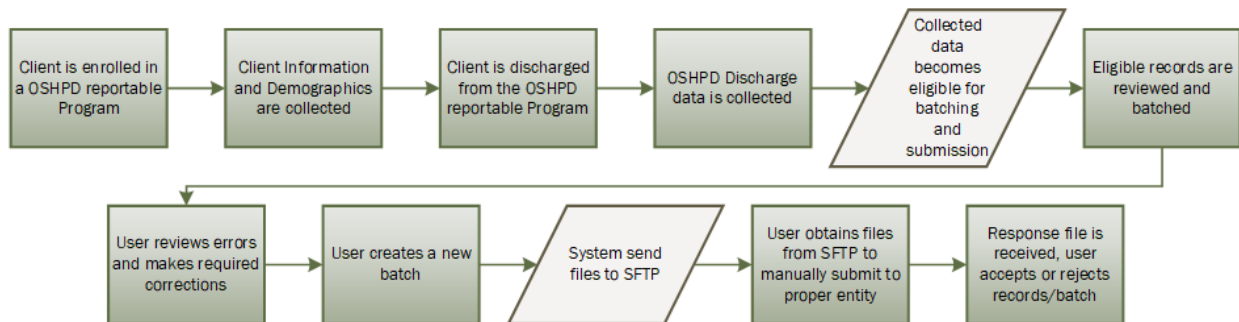 Client is enrolled in
a OSHPD reportable
Program
Client Information
and Demographics
are collected
Client is discharged
from the OSHPD
reportable Program
OSHPD Discharge
data is collected
Collected
data
becomes
eligible for
batching
and
submission
Eligible records are
reviewed and
batched
User reviews errors
and makes required
corrections
User creates a new
batch
System send
files to SFTP
User obtains files
from SFTP to
manually submit to
proper entity
Response file is
received, user
accepts or rejects
records/batch